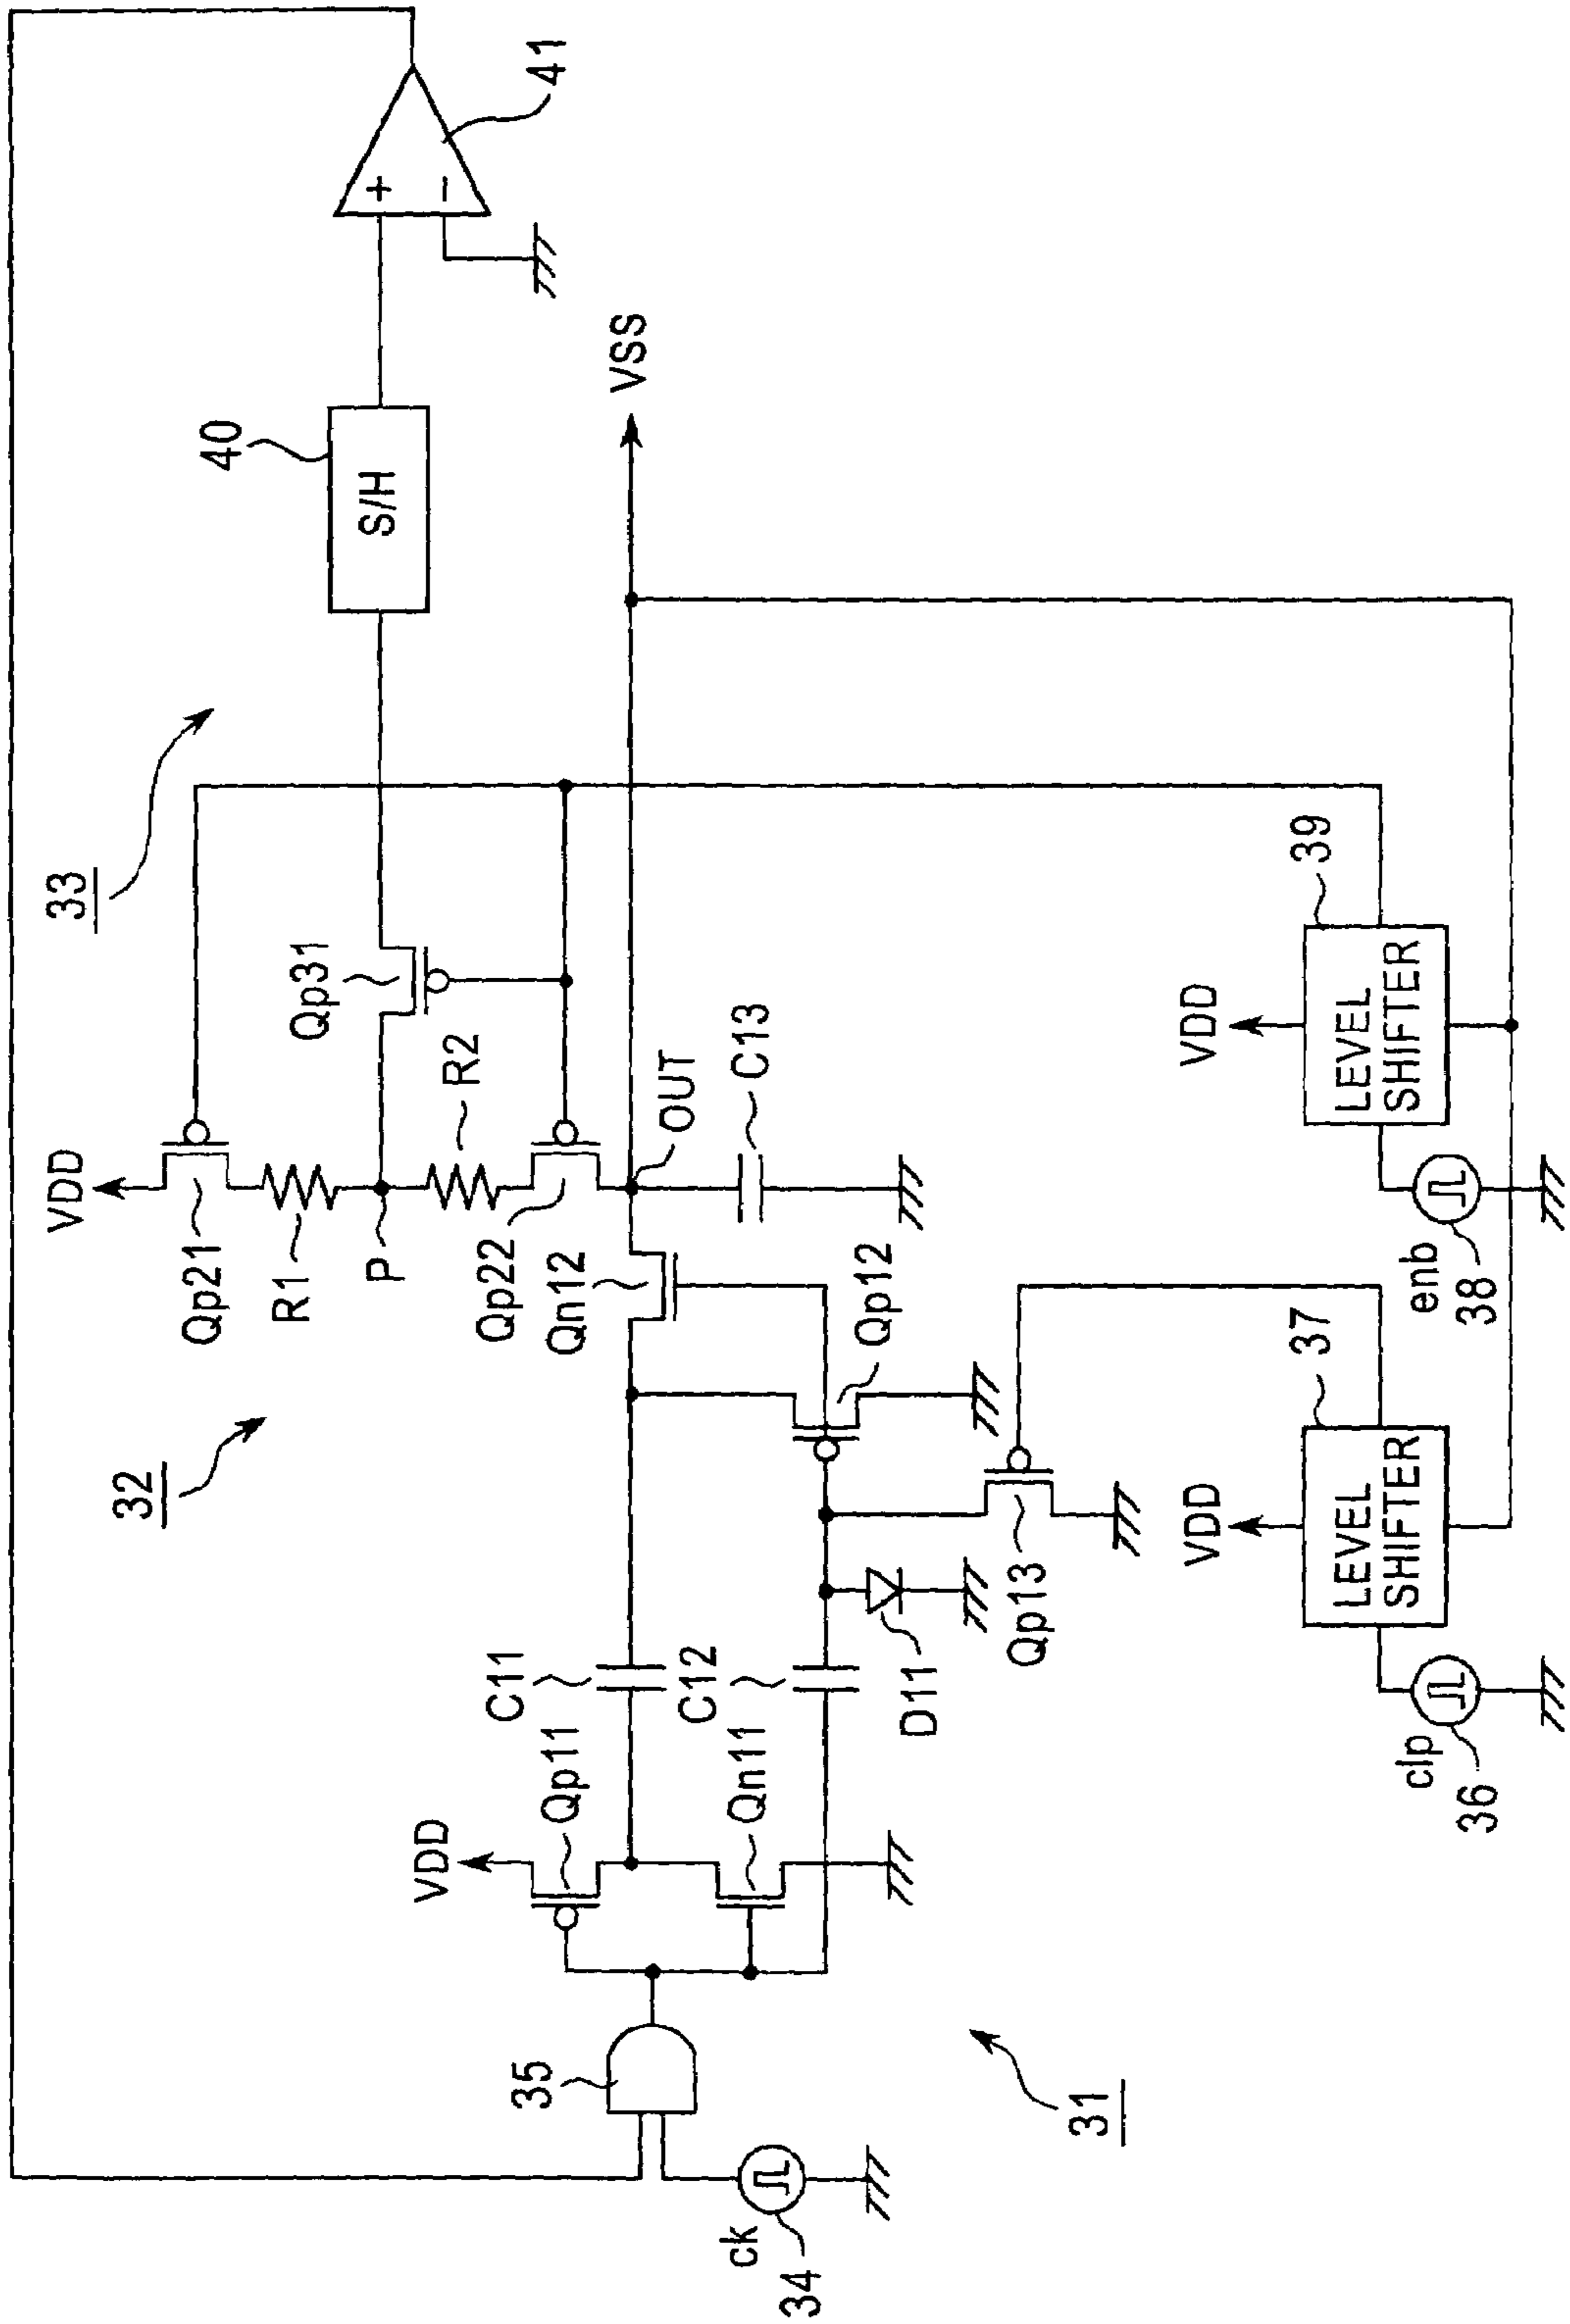 33
32
31
VDD
Qp21
R1
P
R2
Qp22
Qn12
Qp31
40
S/H
+
−
41
VSS
OUT
C13
Qp12
VDD
Qp11
Qn11
C11
C12
D11
Qp13
35
ck
34
VDD
LEVEL
SHIFTER
37
clp
36
VDD
LEVEL
SHIFTER
39
enb
38